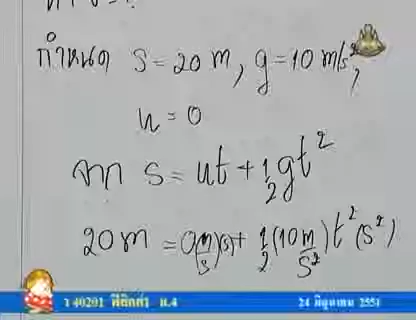 กำหนด s = 20 m, g = 10 m/s²,
u = 0
จาก s = ut + ½gt²
20 m = 0(m/s)(s) + ½(10 m/s²)t²(s²)
ว 40201 ฟิสิกส์ ม.4 24 มิถุนายน 2551